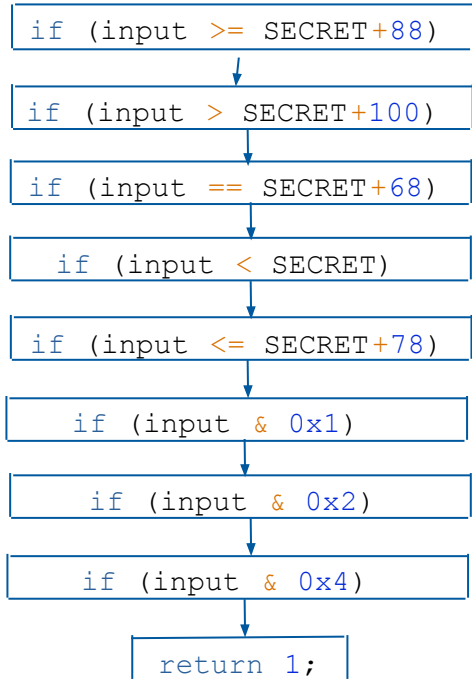 if (input >= SECRET+88)
if (input > SECRET+100)
if (input == SECRET+68)
if (input < SECRET)
if (input <= SECRET+78)
if (input & 0x1)
if (input & 0x2)
if (input & 0x4)
return 1;